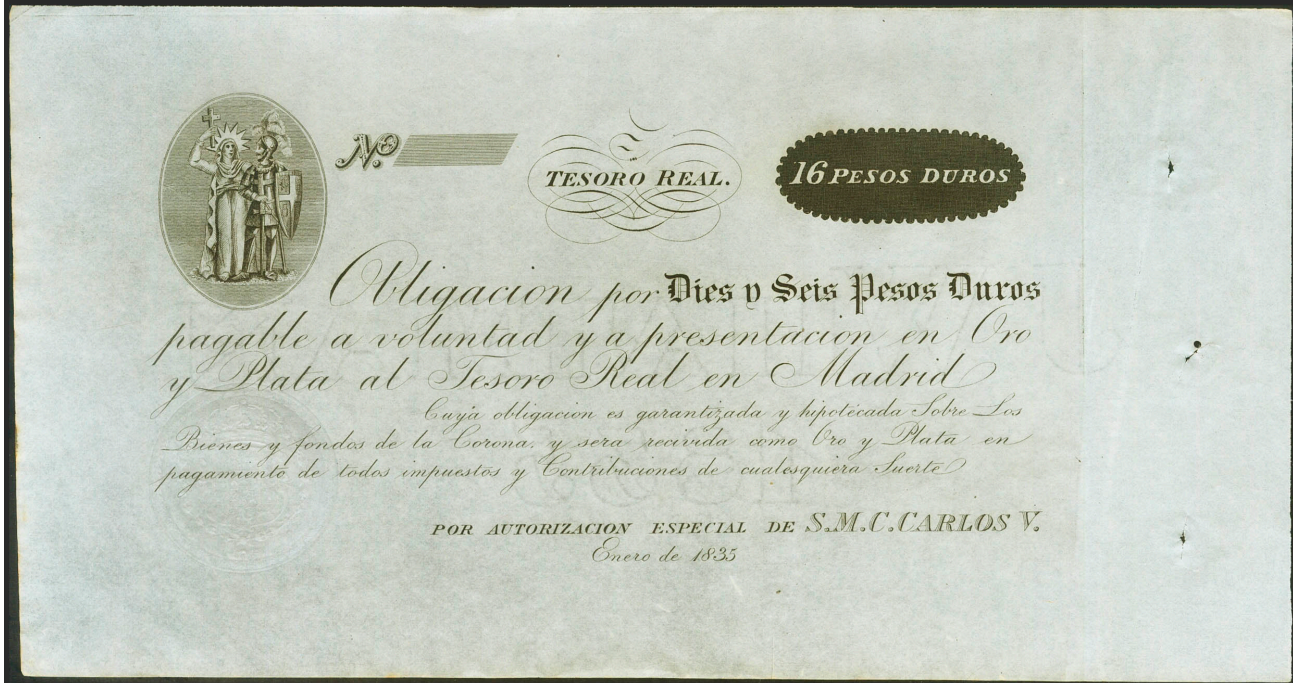 Nº
TESORO REAL.
16 PESOS DUROS
Obligacion por Dies y Seis Pesos Duros
pagable a voluntad y a presentacion en Oro
y Plata al Tesoro Real en Madrid
Cuya obligacion es garantizada y hipotécada Sobre Los
Bienes y fondos de la Corona, y sera recivida como Oro y Plata en
pagamiento de todos impuestos y Contribuciones de cualesquiera Suerte
POR AUTORIZACION ESPECIAL DE S.M.C. CARLOS V.
Enero de 1835